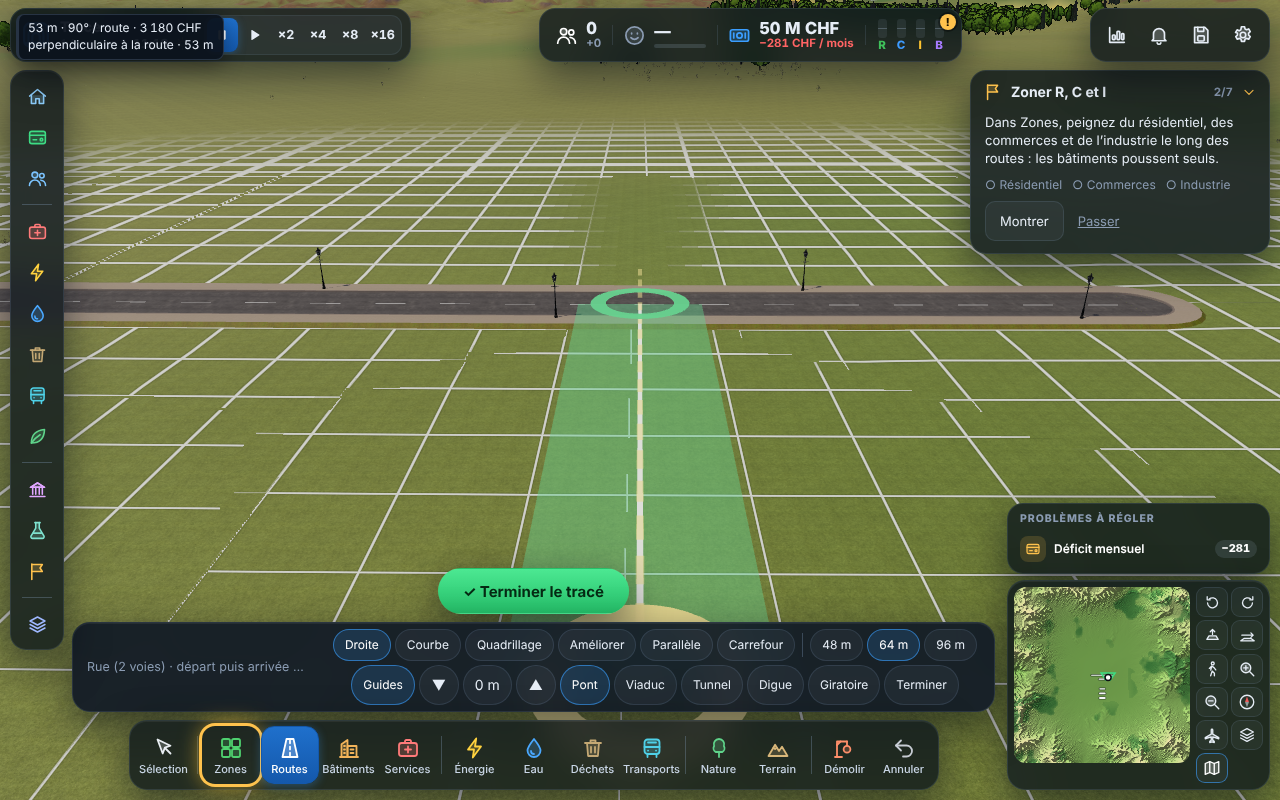 53 m · 90° / route · 3 180 CHF
perpendiculaire à la route · 53 m
×2 ×4 ×8 ×16
0
+0
—
50 M CHF
−281 CHF / mois
R C I B
!
Zoner R, C et I 2/7
Dans Zones, peignez du résidentiel, des
commerces et de l’industrie le long des
routes : les bâtiments poussent seuls.
Résidentiel Commerces Industrie
Montrer Passer
PROBLÈMES À RÉGLER
Déficit mensuel −281
✓ Terminer le tracé
Rue (2 voies) · départ puis arrivée ...
Droite Courbe Quadrillage Améliorer Parallèle Carrefour 48 m 64 m 96 m
Guides ▼ 0 m ▲ Pont Viaduc Tunnel Digue Giratoire Terminer
Sélection Zones Routes Bâtiments Services Énergie Eau Déchets Transports Nature Terrain Démolir Annuler